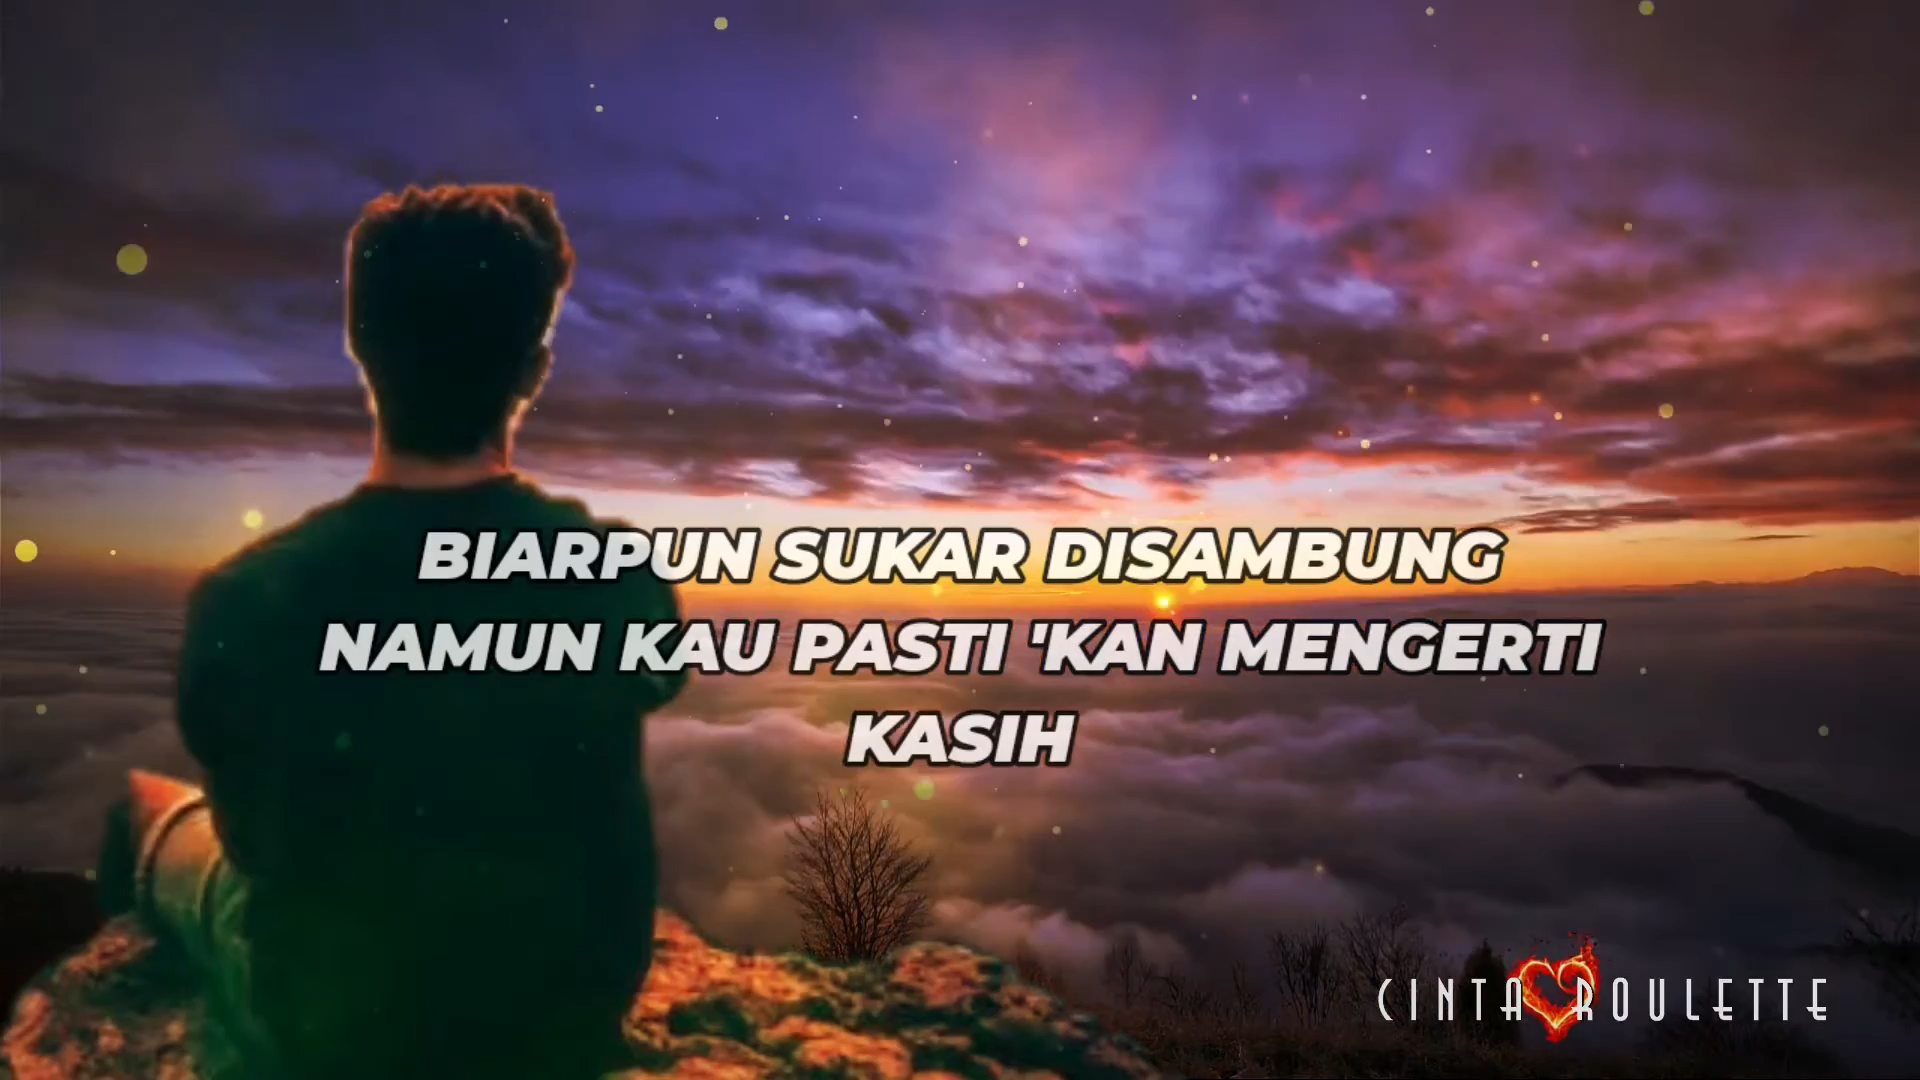 BIARPUN SUKAR DISAMBUNG
NAMUN KAU PASTI 'KAN MENGERTI
KASIH
CINTA ROULETTE